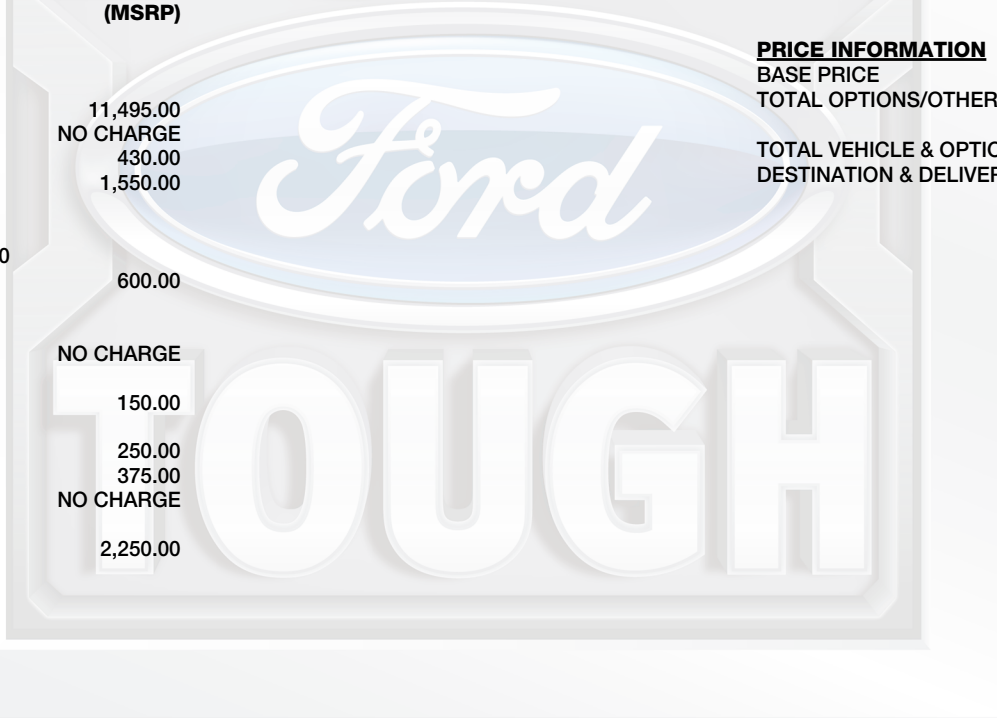 (MSRP)
11,495.00
NO CHARGE
430.00
1,550.00
0
600.00
NO CHARGE
150.00
250.00
375.00
NO CHARGE
2,250.00
PRICE INFORMATION
BASE PRICE
TOTAL OPTIONS/OTHER
TOTAL VEHICLE & OPTIO
DESTINATION & DELIVER
Ford
TOUGH